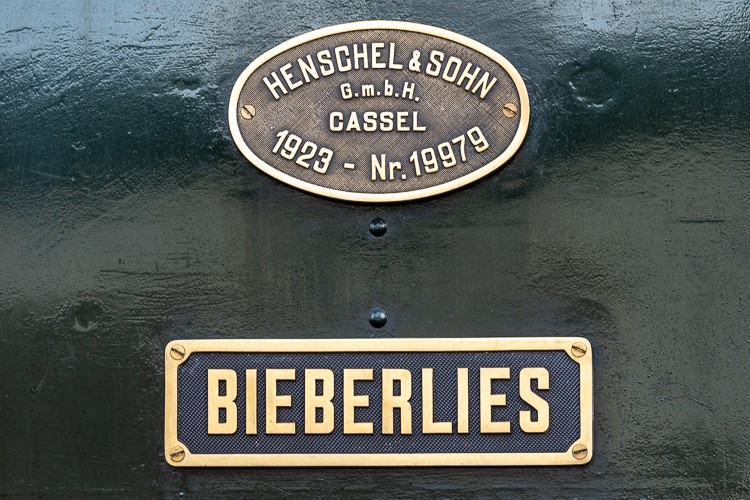 HENSCHEL & SOHN
G.m.b.H.
CASSEL
1923 - Nr. 19979
BIEBERLIES